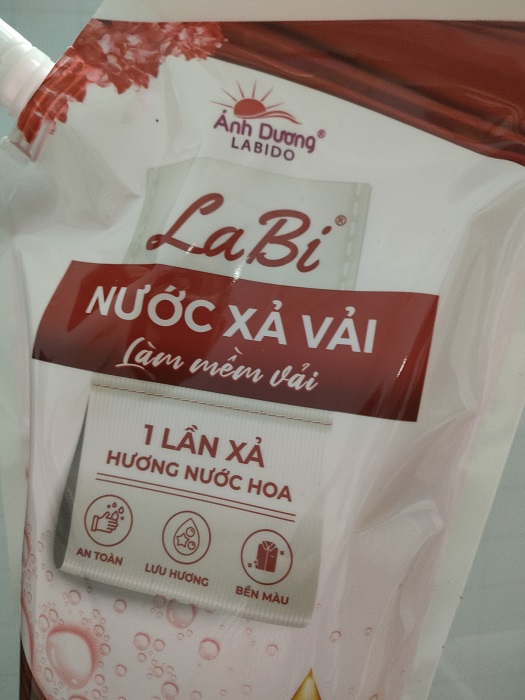 Ánh Dương®
LABIDO
LaBi®
NƯỚC XẢ VẢI
Làm mềm vải
1 LẦN XẢ
HƯƠNG NƯỚC HOA
AN TOÀN LƯU HƯƠNG BỀN MÀU